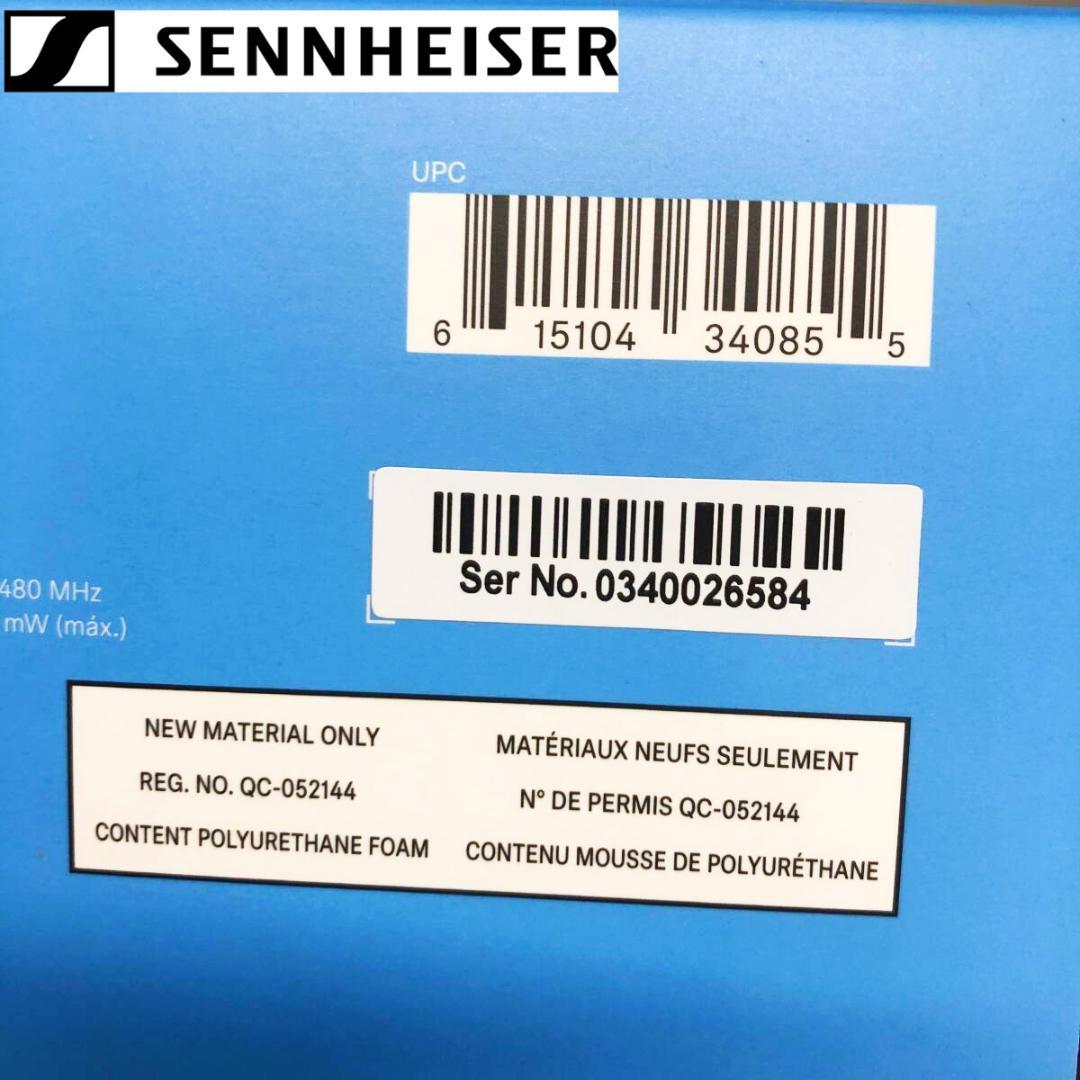 SENNHEISER
UPC
6 15104 34085 5
Ser No. 0340026584
480 MHz
mW (máx.)
NEW MATERIAL ONLY
REG. NO. QC-052144
CONTENT POLYURETHANE FOAM
MATÉRIAUX NEUFS SEULEMENT
N° DE PERMIS QC-052144
CONTENU MOUSSE DE POLYURÉTHANE